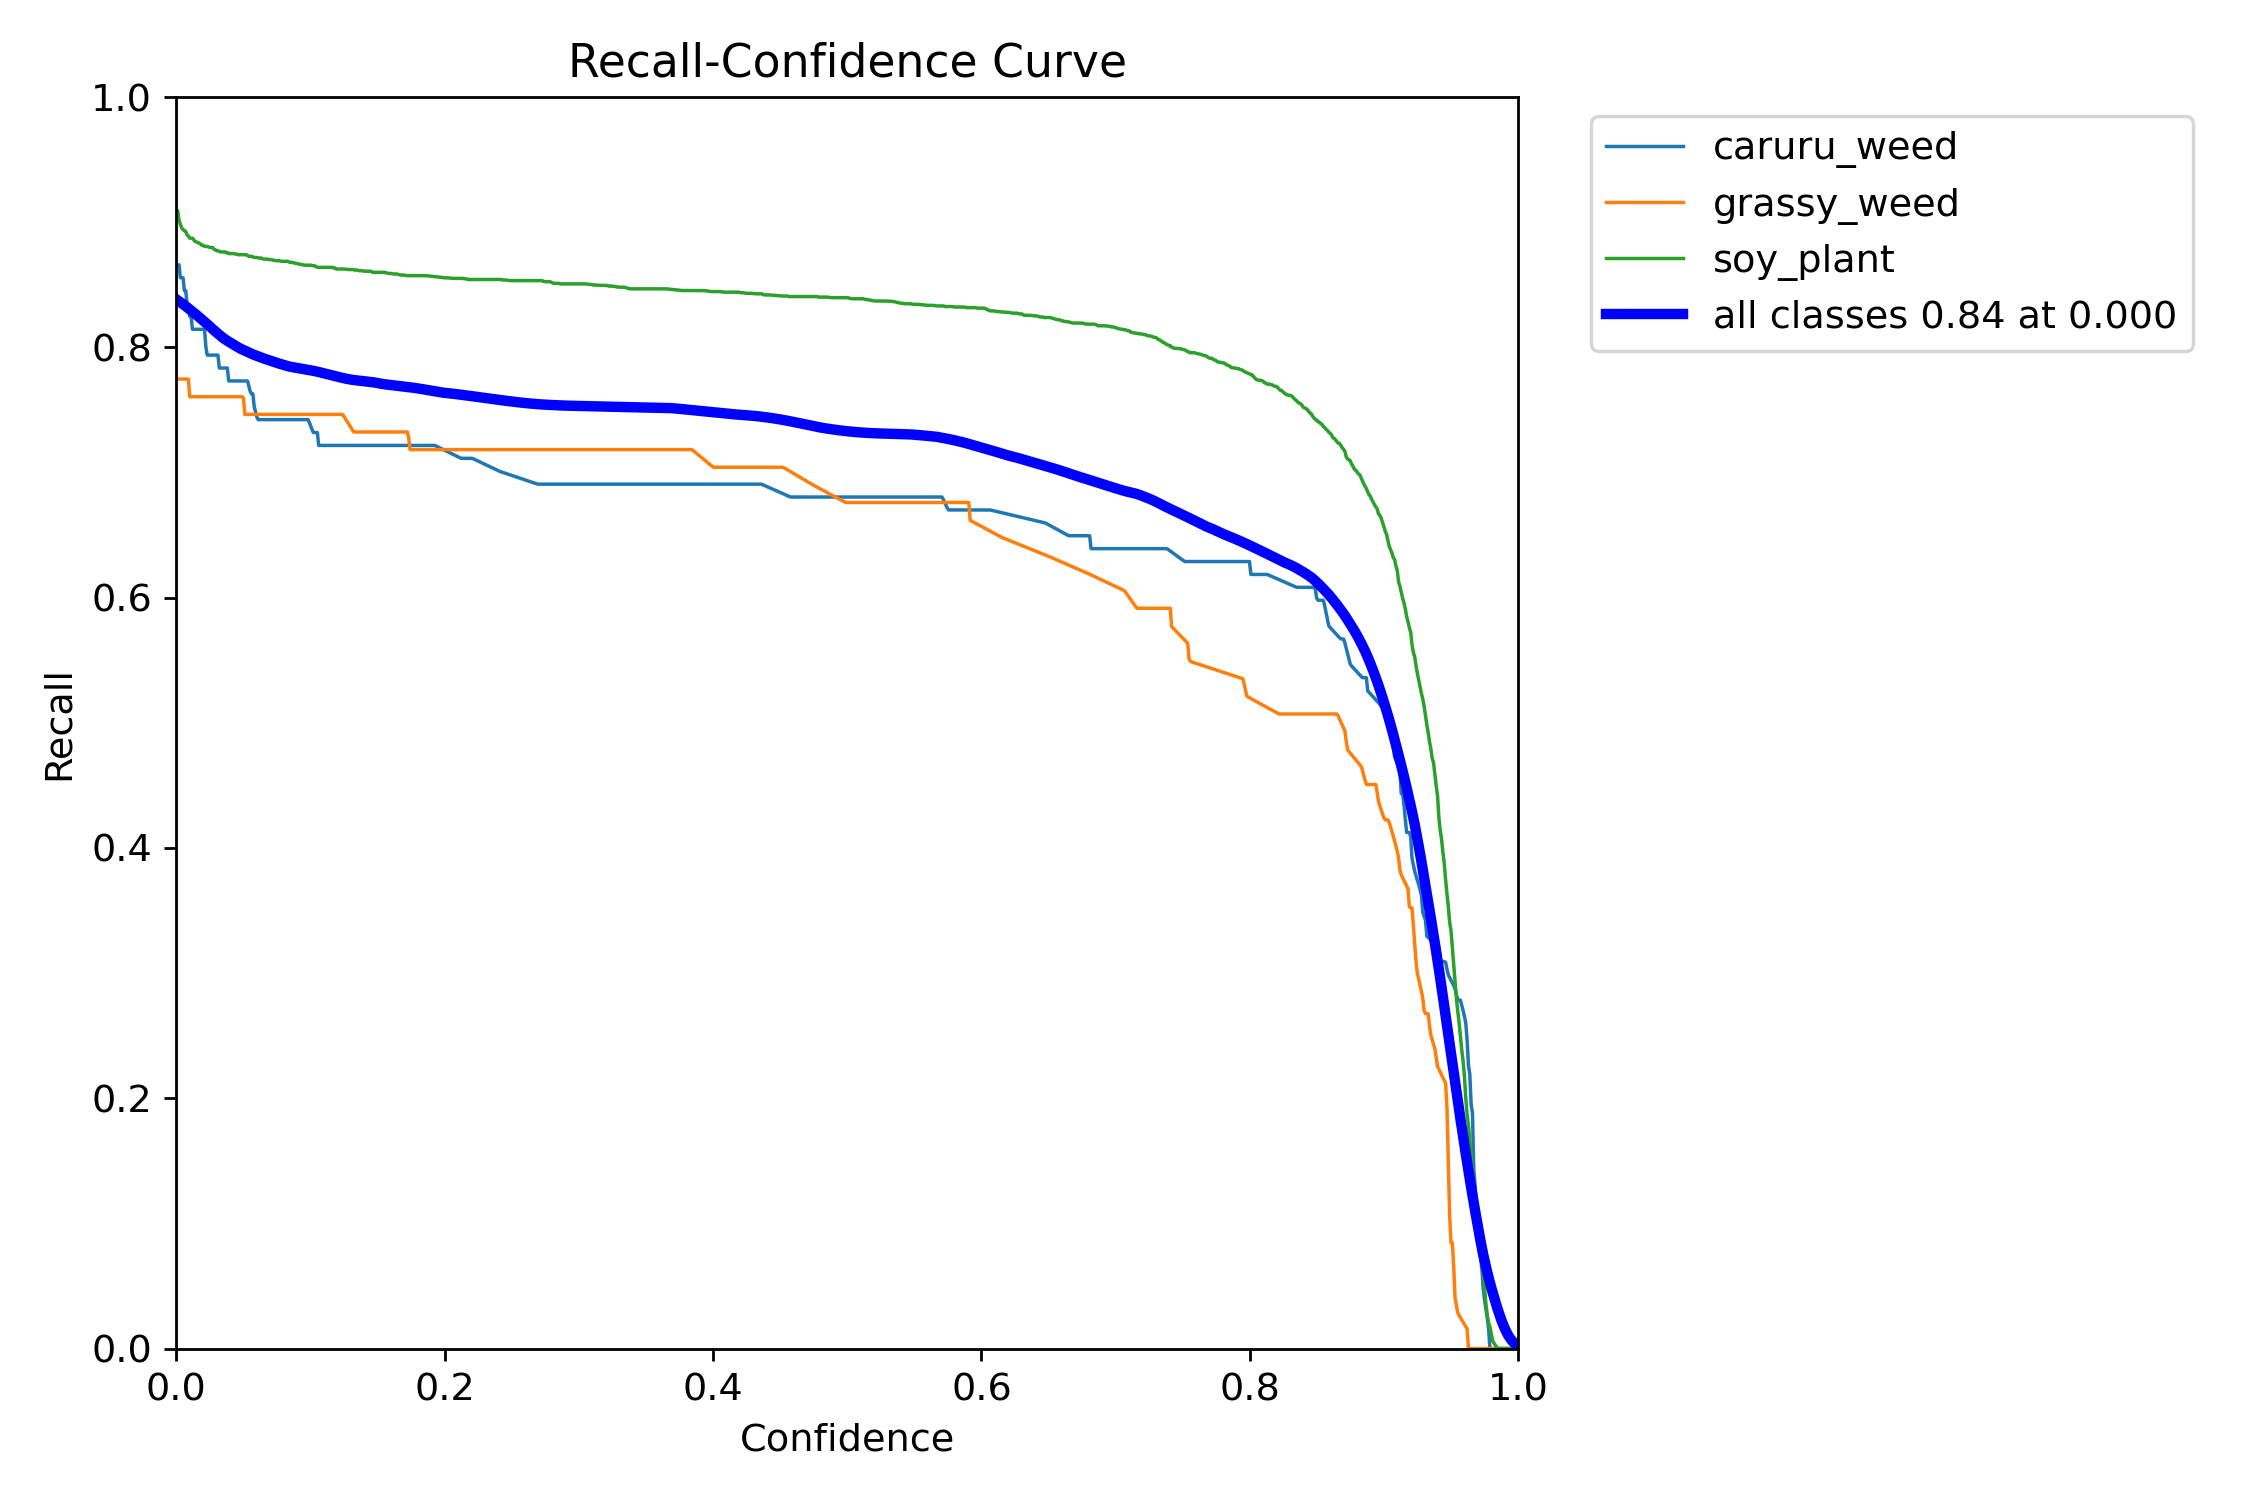 Recall-Confidence Curve
1.0
0.8
0.6
0.4
0.2
0.0
Recall
0.0 0.2 0.4 0.6 0.8 1.0
Confidence
caruru_weed
grassy_weed
soy_plant
all classes 0.84 at 0.000